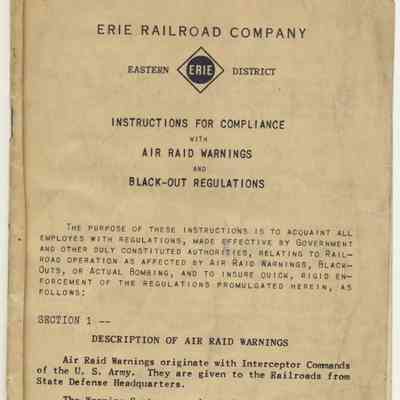 ERIE RAILROAD COMPANY
EASTERN ERIE DISTRICT
INSTRUCTIONS FOR COMPLIANCE
WITH
AIR RAID WARNINGS
AND
BLACK-OUT REGULATIONS
THE PURPOSE OF THESE INSTRUCTIONS IS TO ACQUAINT ALL
EMPLOYES WITH REGULATIONS, MADE EFFECTIVE BY GOVERNMENT
AND OTHER DULY CONSTITUTED AUTHORITIES, RELATING TO RAIL-
ROAD OPERATION AS AFFECTED BY AIR RAID WARNINGS, BLACK-
OUTS, OR ACTUAL BOMBING, AND TO INSURE QUICK, RIGID EN-
FORCEMENT OF THE REGULATIONS PROMULGATED HEREIN, AS
FOLLOWS:
SECTION 1 --
DESCRIPTION OF AIR RAID WARNINGS
Air Raid Warnings originate with Interceptor Commands
of the U. S. Army. They are given to the Railroads from
State Defense Headquarters.
The Warning